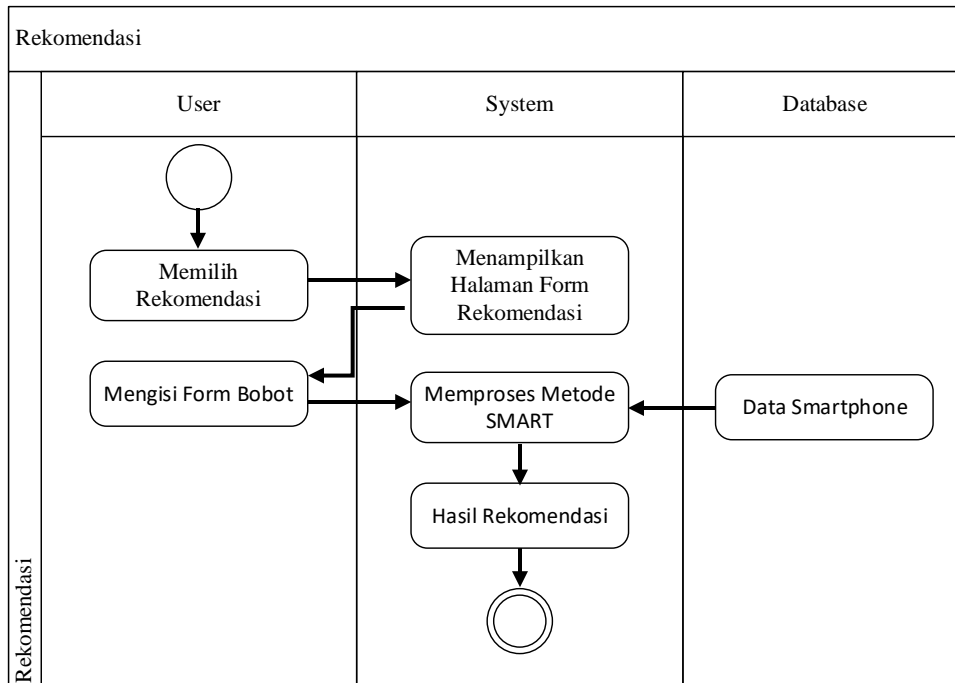 Rekomendasi
User
System
Database
Memilih
Rekomendasi
Menampilkan
Halaman Form
Rekomendasi
Mengisi Form Bobot
Memproses Metode
SMART
Data Smartphone
Hasil Rekomendasi
Rekomendasi